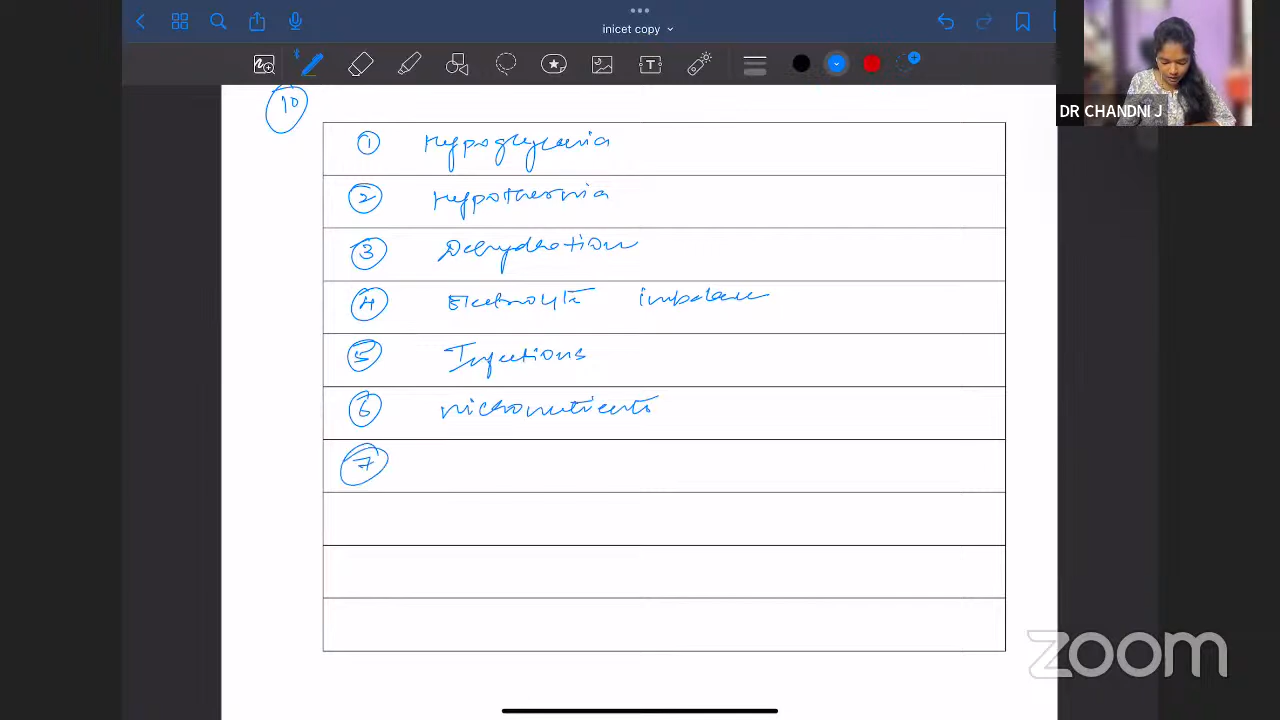 inicet copy
DR CHANDNI J
10
1 Hypoglycemia
2 Hypothermia
3 Dehydration
4 Electrolyte imbalance
5 Infections
6 micronutrients
7
zoom